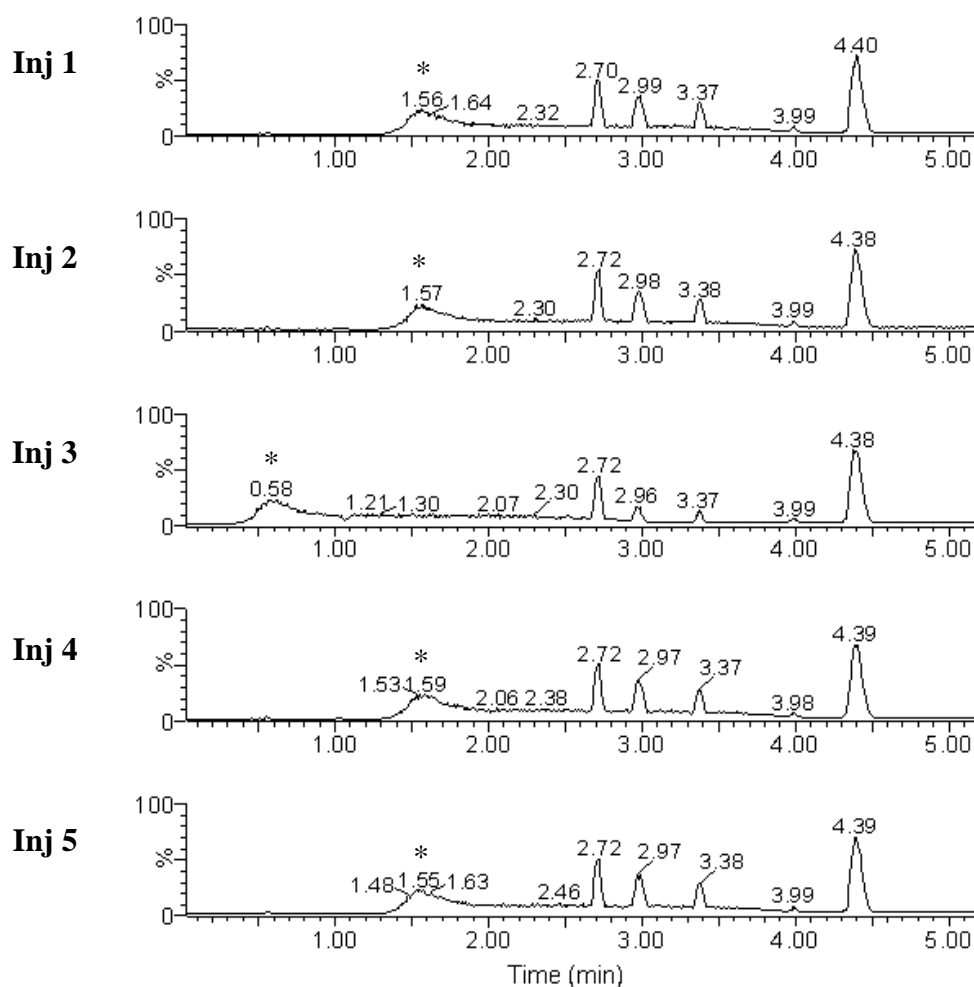 Inj 1
100
%
0
*
1.56 1.64 2.32 2.70 2.99 3.37 3.99 4.40
1.00 2.00 3.00 4.00 5.00
Inj 2
100
%
0
*
1.57 2.30 2.72 2.98 3.38 3.99 4.38
1.00 2.00 3.00 4.00 5.00
Inj 3
100
%
0
*
0.58 1.21 1.30 2.07 2.30 2.72 2.96 3.37 3.99 4.38
1.00 2.00 3.00 4.00 5.00
Inj 4
100
%
0
*
1.53 1.59 2.06 2.38 2.72 2.97 3.37 3.98 4.39
1.00 2.00 3.00 4.00 5.00
Inj 5
100
%
0
*
1.48 1.55 1.63 2.46 2.72 2.97 3.38 3.99 4.39
1.00 2.00 3.00 4.00 5.00
Time (min)